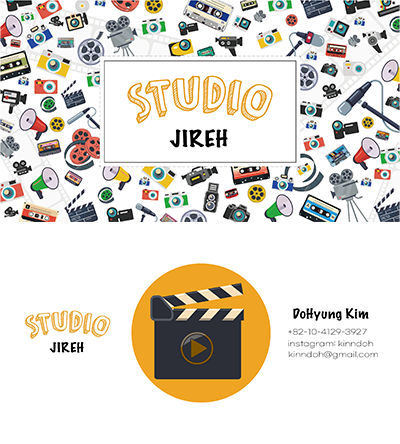 STUDIO
JIREH
STUDIO
JIREH
DoHyung Kim
+82-10-4129-3927
instagram: kinndoh
kinndoh@gmail.com